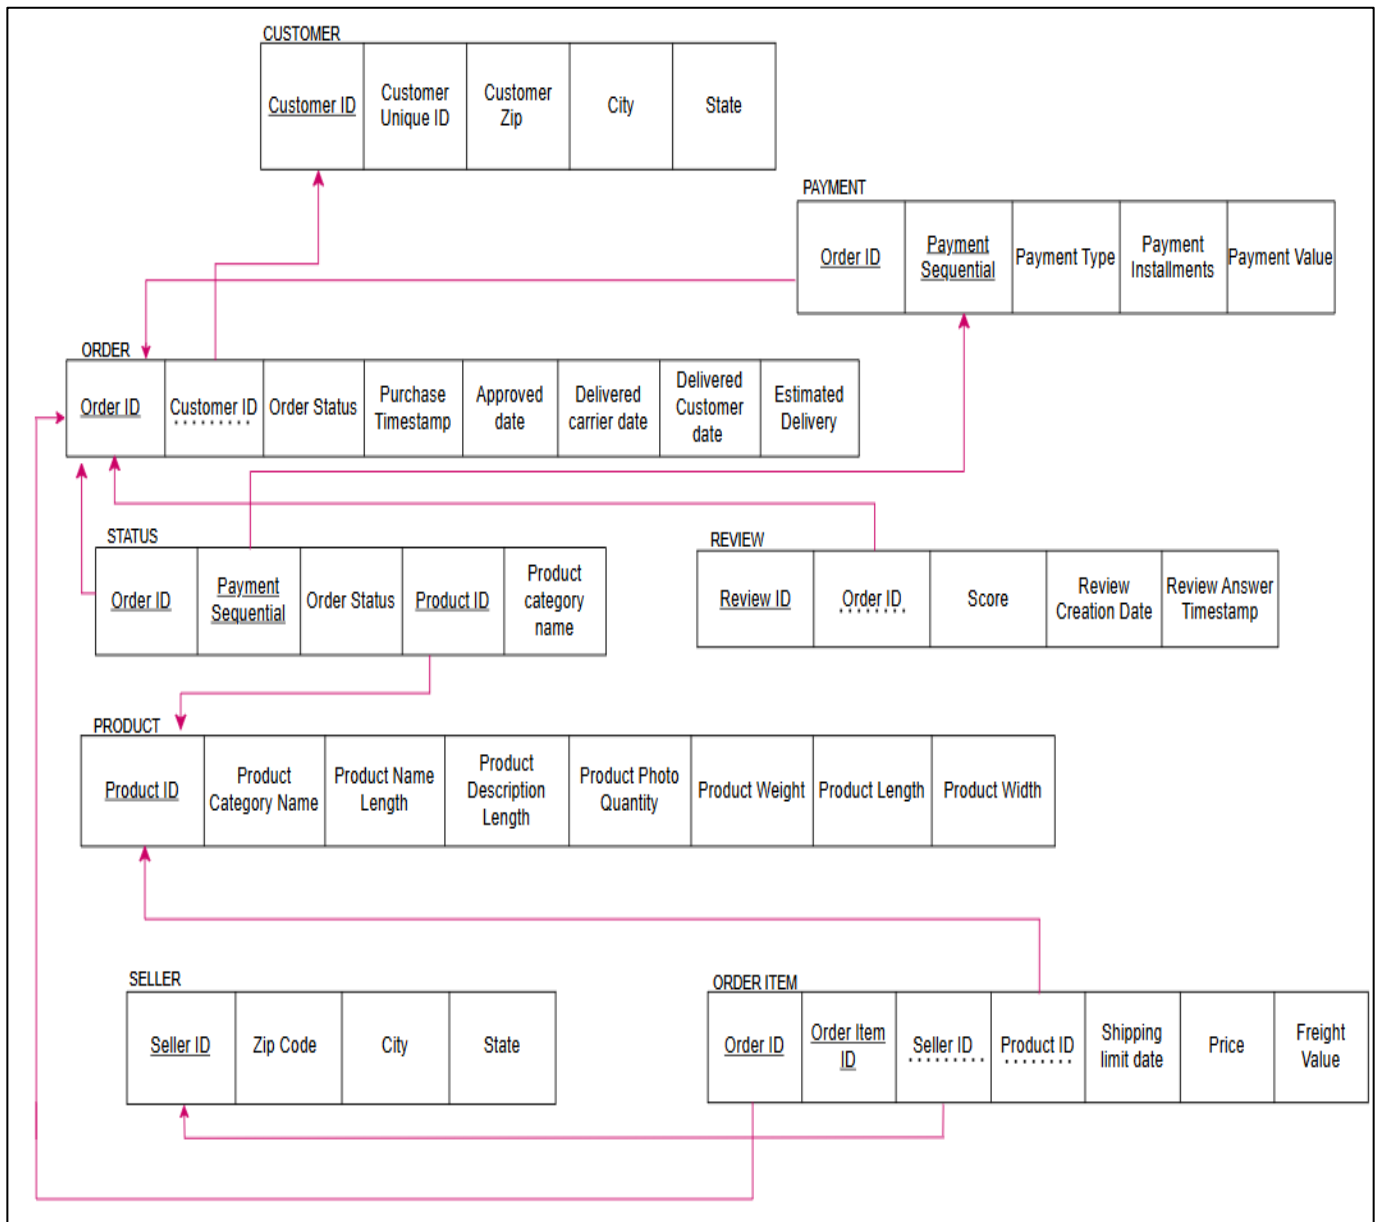 CUSTOMER
Customer ID
Customer
Unique ID
Customer
Zip
City
State
PAYMENT
Order ID
Payment
Sequential
Payment Type
Payment
Installments
Payment Value
ORDER
Order ID
Customer ID
Order Status
Purchase
Timestamp
Approved
date
Delivered
carrier date
Delivered
Customer
date
Estimated
Delivery
STATUS
Order ID
Payment
Sequential
Order Status
Product ID
Product
category
name
REVIEW
Review ID
Order ID
Score
Review
Creation Date
Review Answer
Timestamp
PRODUCT
Product ID
Product
Category Name
Product Name
Length
Product
Description
Length
Product Photo
Quantity
Product Weight
Product Length
Product Width
SELLER
Seller ID
Zip Code
City
State
ORDER ITEM
Order ID
Order Item
ID
Seller ID
Product ID
Shipping
limit date
Price
Freight
Value